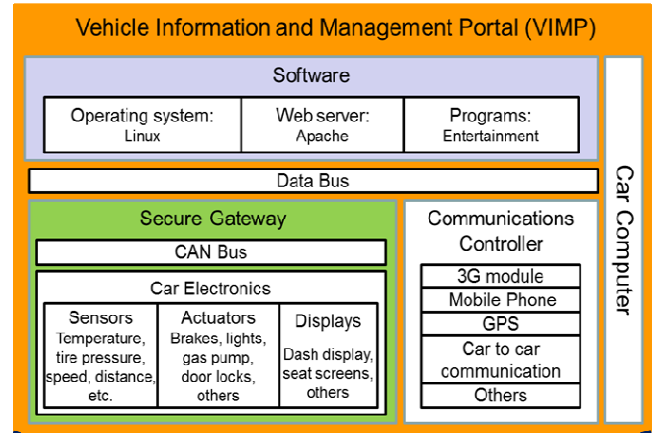 Vehicle Information and Management Portal (VIMP)
Software
Operating system:
Linux
Web server:
Apache
Programs:
Entertainment
Data Bus
Secure Gateway
CAN Bus
Car Electronics
Sensors
Temperature,
tire pressure,
speed, distance,
etc.
Actuators
Brakes, lights,
gas pump,
door locks,
others
Displays
Dash display,
seat screens,
others
Communications
Controller
3G module
Mobile Phone
GPS
Car to car
communication
Others
Car Computer